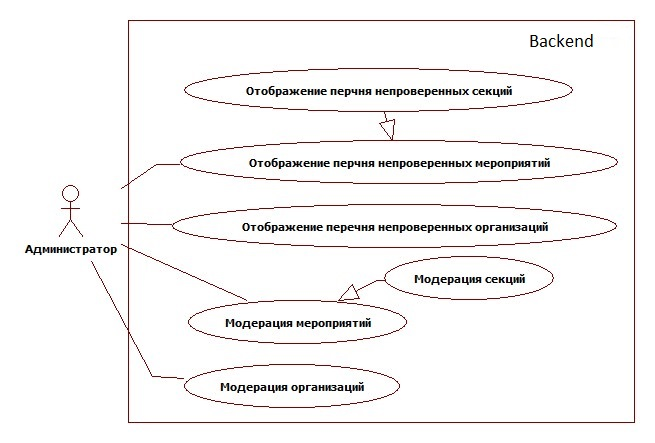 Backend
Отображение перчня непроверенных секций
Отображение перчня непроверенных мероприятий
Отображение перечня непроверенных организаций
Администратор
Модерация секций
Модерация мероприятий
Модерация организаций